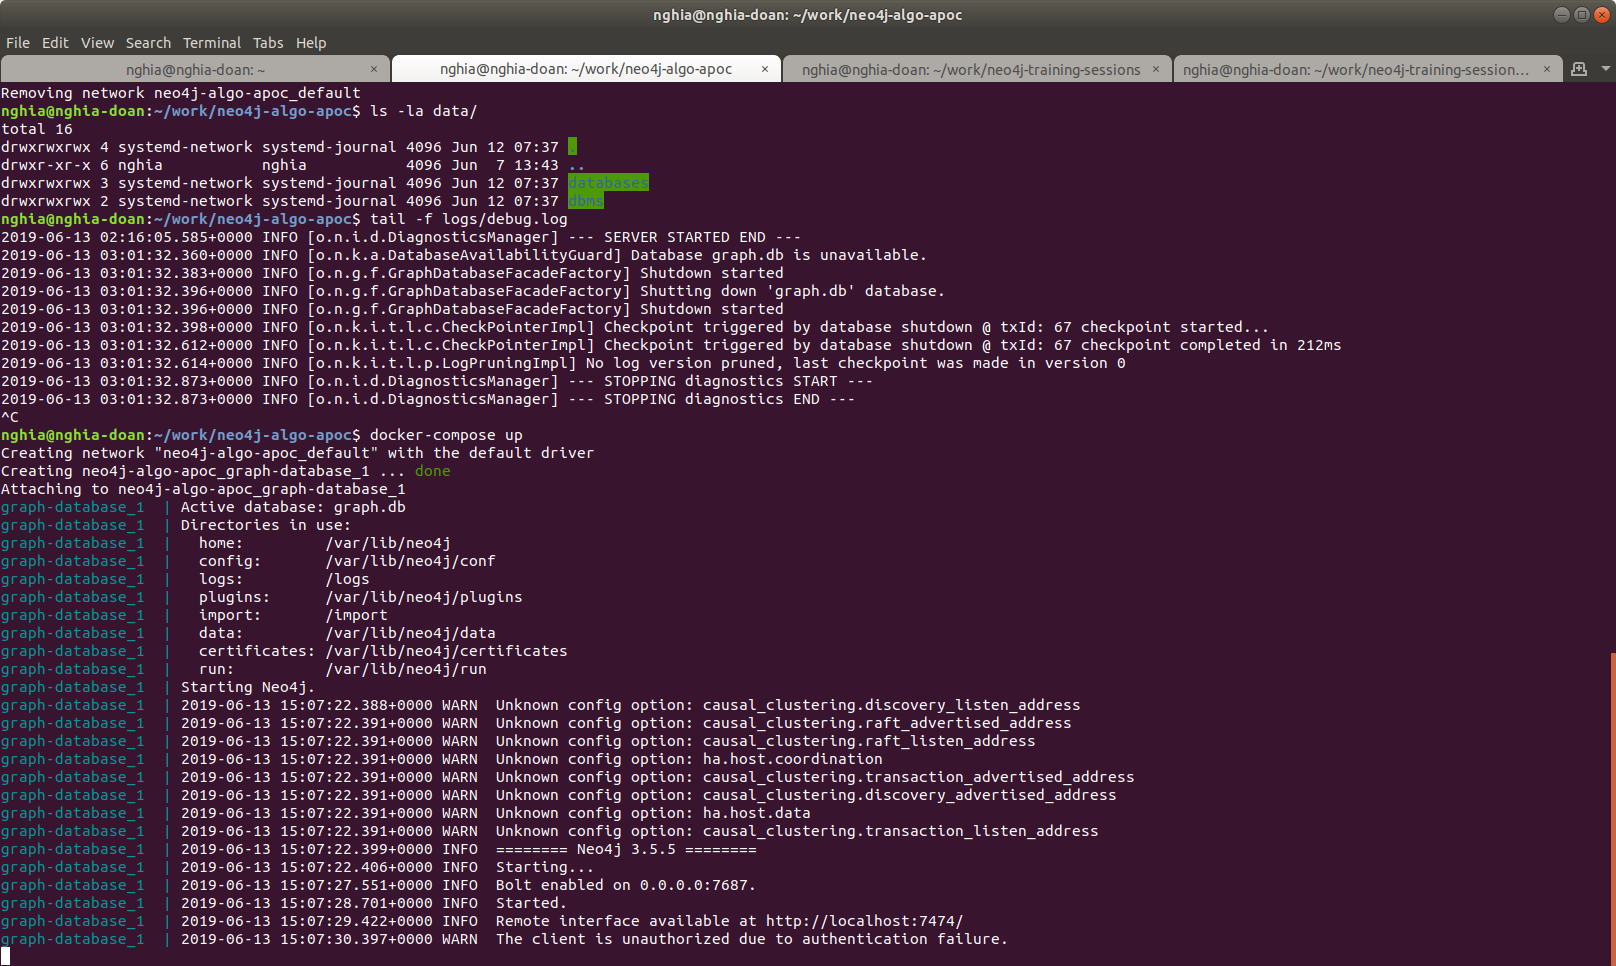 nghia@nghia-doan: ~/work/neo4j-algo-apoc
File Edit View Search Terminal Tabs Help
nghia@nghia-doan: ~ × nghia@nghia-doan: ~/work/neo4j-algo-apoc × nghia@nghia-doan: ~/work/neo4j-training-sessions × nghia@nghia-doan: ~/work/neo4j-training-session... ×
Removing network neo4j-algo-apoc_default
nghia@nghia-doan:~/work/neo4j-algo-apoc$ ls -la data/
total 16
drwxrwxrwx 4 systemd-network systemd-journal 4096 Jun 12 07:37 .
drwxr-xr-x 6 nghia           nghia           4096 Jun  7 13:43 ..
drwxrwxrwx 3 systemd-network systemd-journal 4096 Jun 12 07:37 databases
drwxrwxrwx 2 systemd-network systemd-journal 4096 Jun 12 07:37 dbms
nghia@nghia-doan:~/work/neo4j-algo-apoc$ tail -f logs/debug.log
2019-06-13 02:16:05.585+0000 INFO [o.n.i.d.DiagnosticsManager] --- SERVER STARTED END ---
2019-06-13 03:01:32.360+0000 INFO [o.n.k.a.DatabaseAvailabilityGuard] Database graph.db is unavailable.
2019-06-13 03:01:32.383+0000 INFO [o.n.g.f.GraphDatabaseFacadeFactory] Shutdown started
2019-06-13 03:01:32.396+0000 INFO [o.n.g.f.GraphDatabaseFacadeFactory] Shutting down 'graph.db' database.
2019-06-13 03:01:32.396+0000 INFO [o.n.g.f.GraphDatabaseFacadeFactory] Shutdown started
2019-06-13 03:01:32.398+0000 INFO [o.n.k.i.t.l.c.CheckPointerImpl] Checkpoint triggered by database shutdown @ txId: 67 checkpoint started...
2019-06-13 03:01:32.612+0000 INFO [o.n.k.i.t.l.c.CheckPointerImpl] Checkpoint triggered by database shutdown @ txId: 67 checkpoint completed in 212ms
2019-06-13 03:01:32.614+0000 INFO [o.n.k.i.t.l.p.LogPruningImpl] No log version pruned, last checkpoint was made in version 0
2019-06-13 03:01:32.873+0000 INFO [o.n.i.d.DiagnosticsManager] --- STOPPING diagnostics START ---
2019-06-13 03:01:32.873+0000 INFO [o.n.i.d.DiagnosticsManager] --- STOPPING diagnostics END ---
^C
nghia@nghia-doan:~/work/neo4j-algo-apoc$ docker-compose up
Creating network "neo4j-algo-apoc_default" with the default driver
Creating neo4j-algo-apoc_graph-database_1 ... done
Attaching to neo4j-algo-apoc_graph-database_1
graph-database_1  | Active database: graph.db
graph-database_1  | Directories in use:
graph-database_1  |   home:         /var/lib/neo4j
graph-database_1  |   config:       /var/lib/neo4j/conf
graph-database_1  |   logs:         /logs
graph-database_1  |   plugins:      /var/lib/neo4j/plugins
graph-database_1  |   import:       /import
graph-database_1  |   data:         /var/lib/neo4j/data
graph-database_1  |   certificates: /var/lib/neo4j/certificates
graph-database_1  |   run:          /var/lib/neo4j/run
graph-database_1  | Starting Neo4j.
graph-database_1  | 2019-06-13 15:07:22.388+0000 WARN  Unknown config option: causal_clustering.discovery_listen_address
graph-database_1  | 2019-06-13 15:07:22.391+0000 WARN  Unknown config option: causal_clustering.raft_advertised_address
graph-database_1  | 2019-06-13 15:07:22.391+0000 WARN  Unknown config option: causal_clustering.raft_listen_address
graph-database_1  | 2019-06-13 15:07:22.391+0000 WARN  Unknown config option: ha.host.coordination
graph-database_1  | 2019-06-13 15:07:22.391+0000 WARN  Unknown config option: causal_clustering.transaction_advertised_address
graph-database_1  | 2019-06-13 15:07:22.391+0000 WARN  Unknown config option: causal_clustering.discovery_advertised_address
graph-database_1  | 2019-06-13 15:07:22.391+0000 WARN  Unknown config option: ha.host.data
graph-database_1  | 2019-06-13 15:07:22.391+0000 WARN  Unknown config option: causal_clustering.transaction_listen_address
graph-database_1  | 2019-06-13 15:07:22.399+0000 INFO  ======== Neo4j 3.5.5 ========
graph-database_1  | 2019-06-13 15:07:22.406+0000 INFO  Starting...
graph-database_1  | 2019-06-13 15:07:27.551+0000 INFO  Bolt enabled on 0.0.0.0:7687.
graph-database_1  | 2019-06-13 15:07:28.701+0000 INFO  Started.
graph-database_1  | 2019-06-13 15:07:29.422+0000 INFO  Remote interface available at http://localhost:7474/
graph-database_1  | 2019-06-13 15:07:30.397+0000 WARN  The client is unauthorized due to authentication failure.